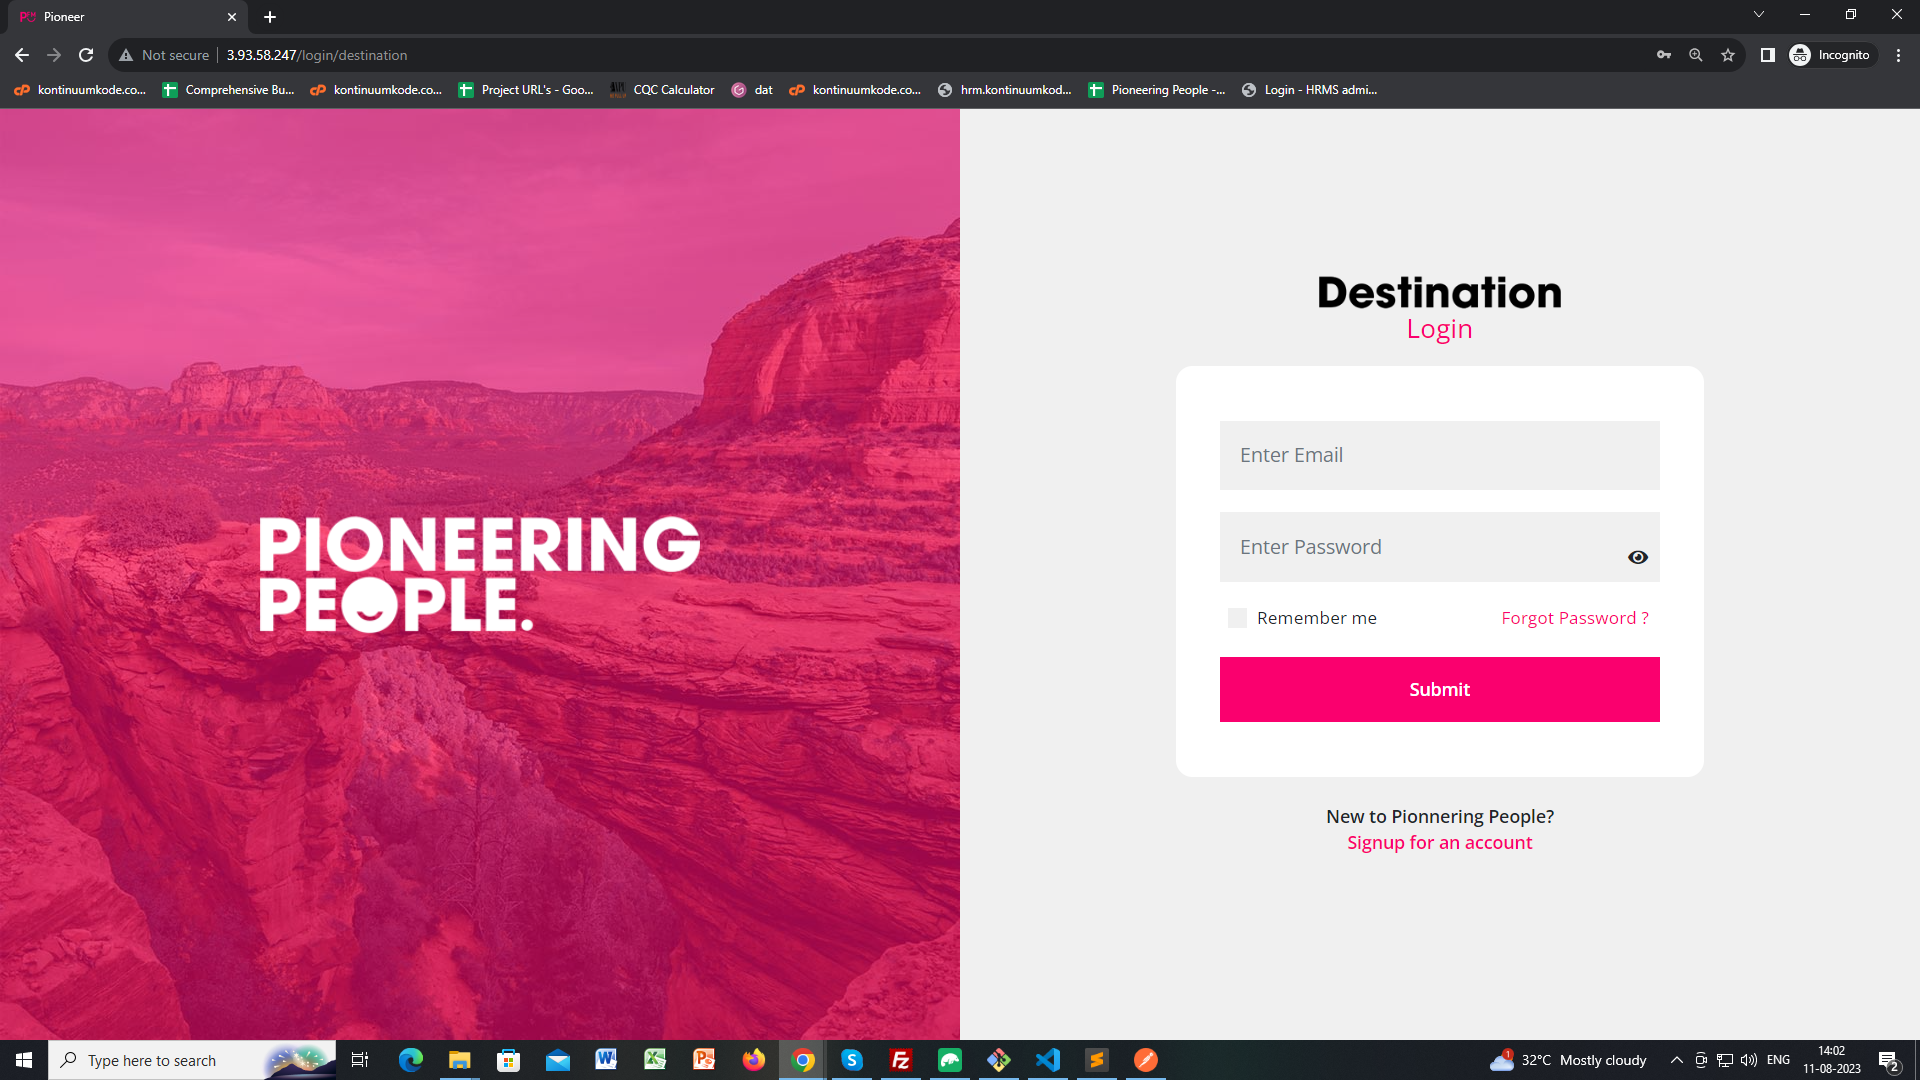 Pioneer
Not secure
3.93.58.247/login/destination
Incognito
kontinuumkode.co...
Comprehensive Bu...
kontinuumkode.co...
Project URL's - Goo...
CQC Calculator
dat
kontinuumkode.co...
hrm.kontinuumkod...
Pioneering People -...
Login - HRMS admi...
PIONEERING
PEOPLE.
Destination
Login
Enter Email
Enter Password
Remember me
Forgot Password ?
Submit
New to Pionnering People?
Signup for an account
Type here to search
32°C Mostly cloudy
ENG
14:02
11-08-2023